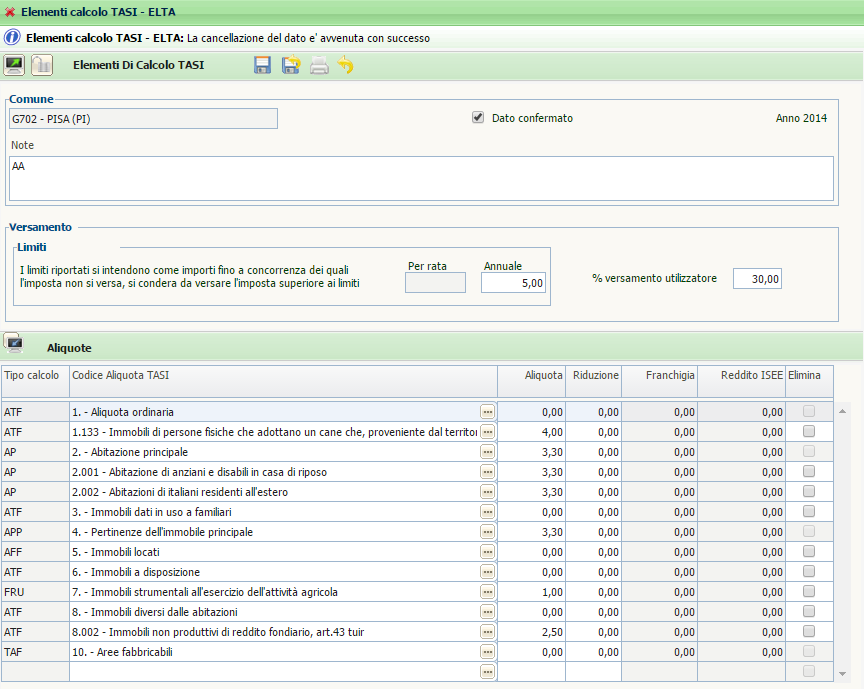 Elementi calcolo TASI - ELTA
Elementi calcolo TASI - ELTA: La cancellazione del dato e' avvenuta con successo
Elementi Di Calcolo TASI
Comune
G702 - PISA (PI) Dato confermato Anno 2014
Note
AA
Versamento
Limiti
I limiti riportati si intendono come importi fino a concorrenza dei quali
l'imposta non si versa, si condera da versare l'imposta superiore ai limiti
Per rata Annuale
5,00
% versamento utilizzatore 30,00
Aliquote
Tipo calcolo Codice Aliquota TASI Aliquota Riduzione Franchigia Reddito ISEE Elimina
ATF 1. - Aliquota ordinaria ... 0,00 0,00 0,00 0,00
ATF 1.133 - Immobili di persone fisiche che adottano un cane che, proveniente dal territor ... 4,00 0,00 0,00 0,00
AP 2. - Abitazione principale ... 3,30 0,00 0,00 0,00
AP 2.001 - Abitazione di anziani e disabili in casa di riposo ... 3,30 0,00 0,00 0,00
AP 2.002 - Abitazioni di italiani residenti all'estero ... 3,30 0,00 0,00 0,00
ATF 3. - Immobili dati in uso a familiari ... 0,00 0,00 0,00 0,00
APP 4. - Pertinenze dell'immobile principale ... 3,30 0,00 0,00 0,00
AFF 5. - Immobili locati ... 0,00 0,00 0,00 0,00
ATF 6. - Immobili a disposizione ... 0,00 0,00 0,00 0,00
FRU 7. - Immobili strumentali all'esercizio dell'attività agricola ... 1,00 0,00 0,00 0,00
ATF 8. - Immobili diversi dalle abitazioni ... 0,00 0,00 0,00 0,00
ATF 8.002 - Immobili non produttivi di reddito fondiario, art.43 tuir ... 2,50 0,00 0,00 0,00
TAF 10. - Aree fabbricabili ... 0,00 0,00 0,00 0,00
...